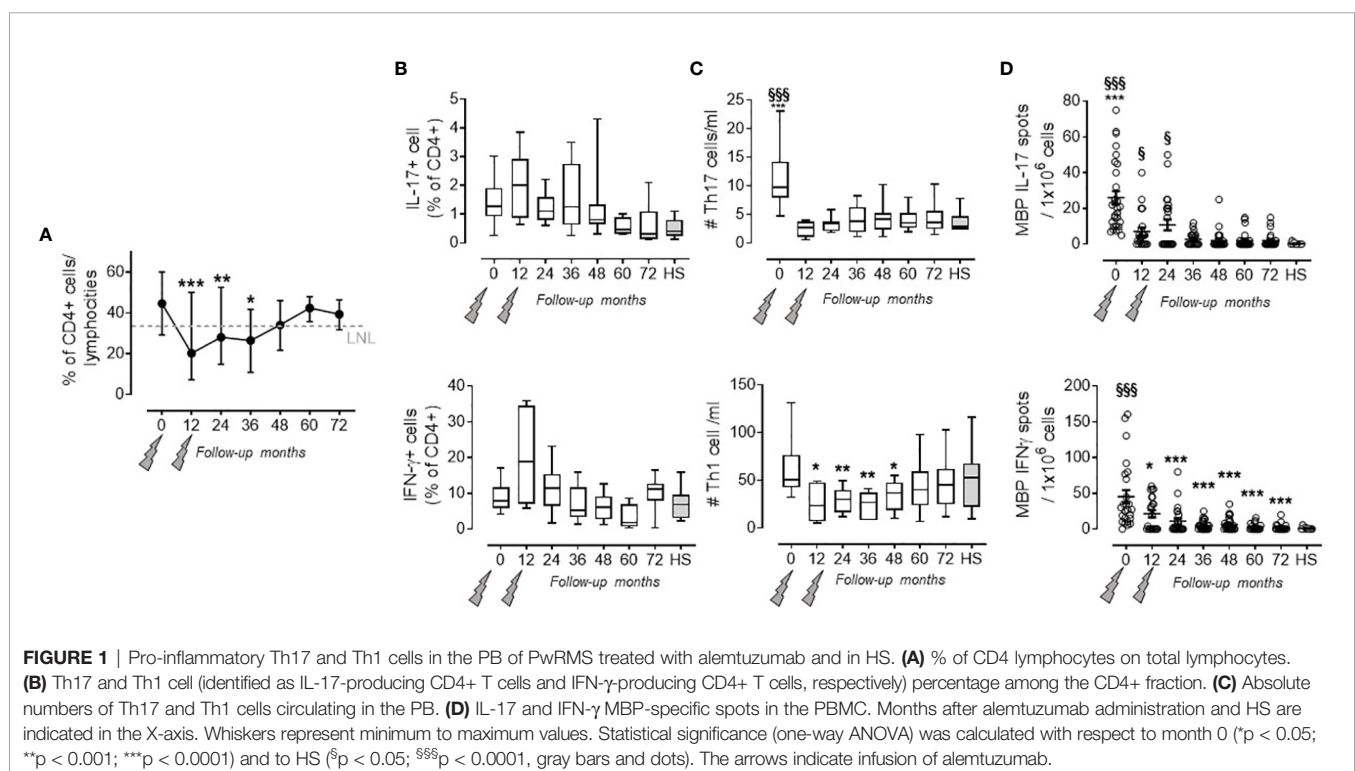 B
C
D
§§§
***
§
§
5
4
3
2
1
0
IL-17+ cell
(% of CD4+)
0 12 24 36 48 60 72 HS
Follow-up months
25
20
15
10
5
0
# Th17 cells/ml
§§§
***
0 12 24 36 48 60 72 HS
Follow-up months
80
60
40
20
0
MBP IL-17 spots
/ 1x10⁶ cells
0 12 24 36 48 60 72 HS
Follow-up months
A
60
40
20
0
% of CD4+ cells/
lymphocities
***
**
*
LNL
0 12 24 36 48 60 72
Follow-up months
40
30
20
10
0
IFN-γ+ cells
(% of CD4+)
0 12 24 36 48 60 72 HS
Follow-up months
150
100
50
0
# Th1 cell /ml
* ** ** *
0 12 24 36 48 60 72 HS
Follow-up months
200
150
100
50
0
MBP IFNγ spots
/ 1x10⁶ cells
§§§
* *** *** *** *** ***
0 12 24 36 48 60 72 HS
Follow-up months
FIGURE 1 | Pro-inflammatory Th17 and Th1 cells in the PB of PwRMS treated with alemtuzumab and in HS. (A) % of CD4 lymphocytes on total lymphocytes.
(B) Th17 and Th1 cell (identified as IL-17-producing CD4+ T cells and IFN-γ-producing CD4+ T cells, respectively) percentage among the CD4+ fraction. (C) Absolute
numbers of Th17 and Th1 cells circulating in the PB. (D) IL-17 and IFN-γ MBP-specific spots in the PBMC. Months after alemtuzumab administration and HS are
indicated in the X-axis. Whiskers represent minimum to maximum values. Statistical significance (one-way ANOVA) was calculated with respect to month 0 (*p < 0.05;
**p < 0.001; ***p < 0.0001) and to HS (§p < 0.05; §§§p < 0.0001, gray bars and dots). The arrows indicate infusion of alemtuzumab.